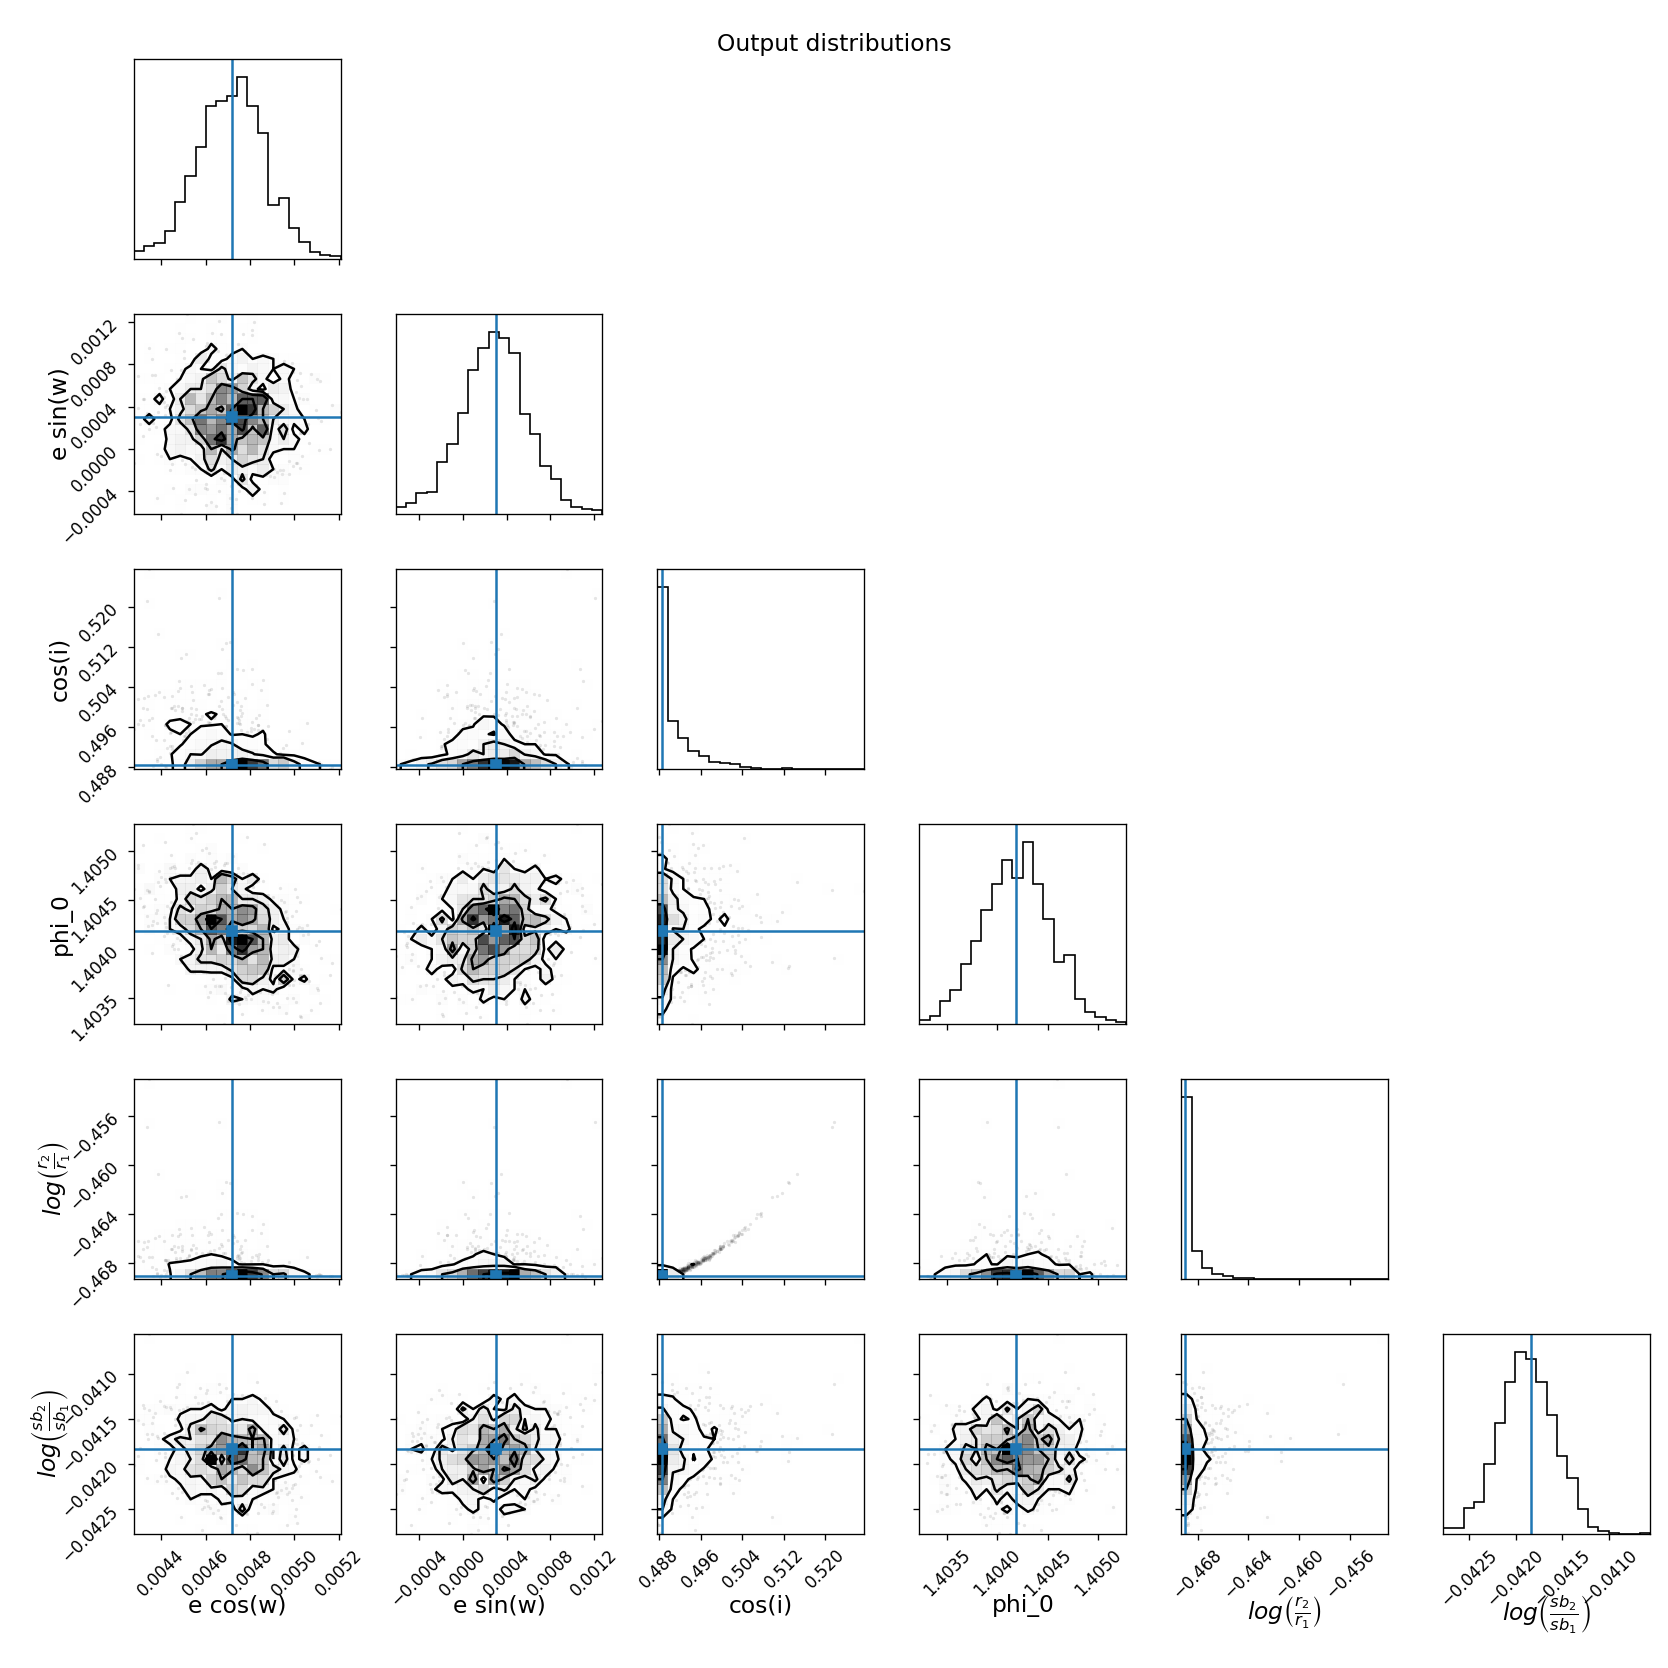 Output distributions
e sin(w)
0.0012
0.0008
0.0004
0.0000
−0.0004
cos(i)
0.520
0.512
0.504
0.496
0.488
phi_0
1.4050
1.4045
1.4040
1.4035
log(r₂/r₁)
−0.456
−0.460
−0.464
−0.468
log(sb₂/sb₁)
−0.0410
−0.0415
−0.0420
−0.0425
0.0044 0.0046 0.0048 0.0050 0.0052
−0.0004 0.0000 0.0004 0.0008 0.0012
0.488 0.496 0.504 0.512 0.520
1.4035 1.4040 1.4045 1.4050
−0.468 −0.464 −0.460 −0.456
−0.0425 −0.0420 −0.0415 −0.0410
e cos(w)
e sin(w)
cos(i)
phi_0
log(r₂/r₁)
log(sb₂/sb₁)